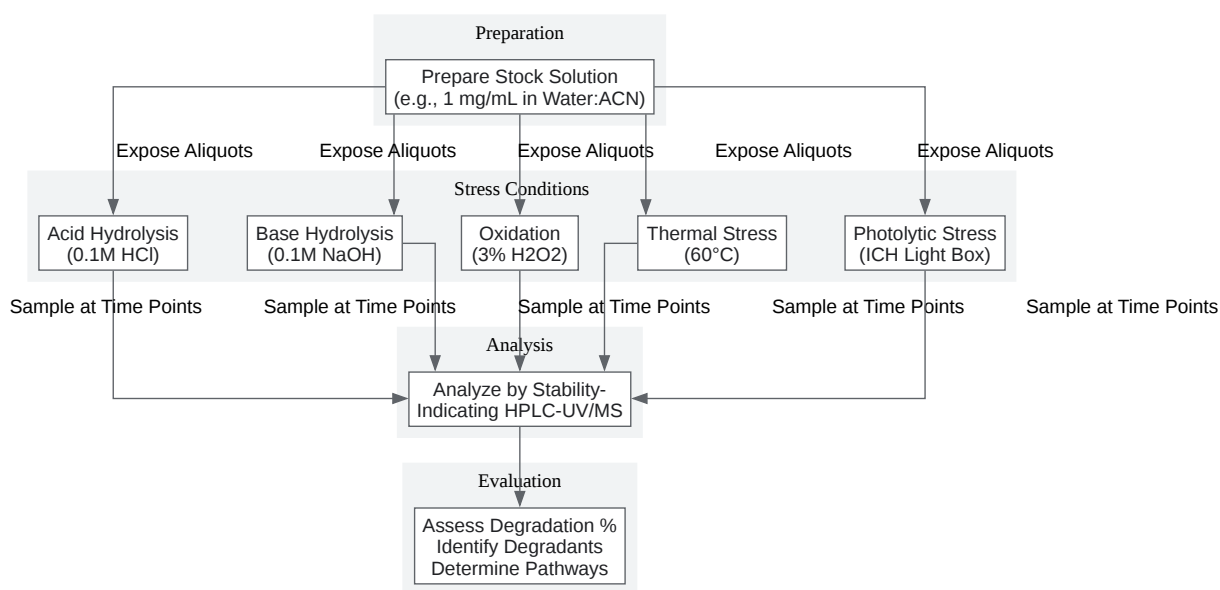 Preparation
Prepare Stock Solution
(e.g., 1 mg/mL in Water:ACN)
Expose Aliquots
Expose Aliquots
Expose Aliquots
Expose Aliquots
Expose Aliquots
Stress Conditions
Acid Hydrolysis
(0.1M HCl)
Base Hydrolysis
(0.1M NaOH)
Oxidation
(3% H2O2)
Thermal Stress
(60°C)
Photolytic Stress
(ICH Light Box)
Sample at Time Points
Sample at Time Points
Sample at Time Points
Sample at Time Points
Sample at Time Points
Analysis
Analyze by Stability-
Indicating HPLC-UV/MS
Evaluation
Assess Degradation %
Identify Degradants
Determine Pathways